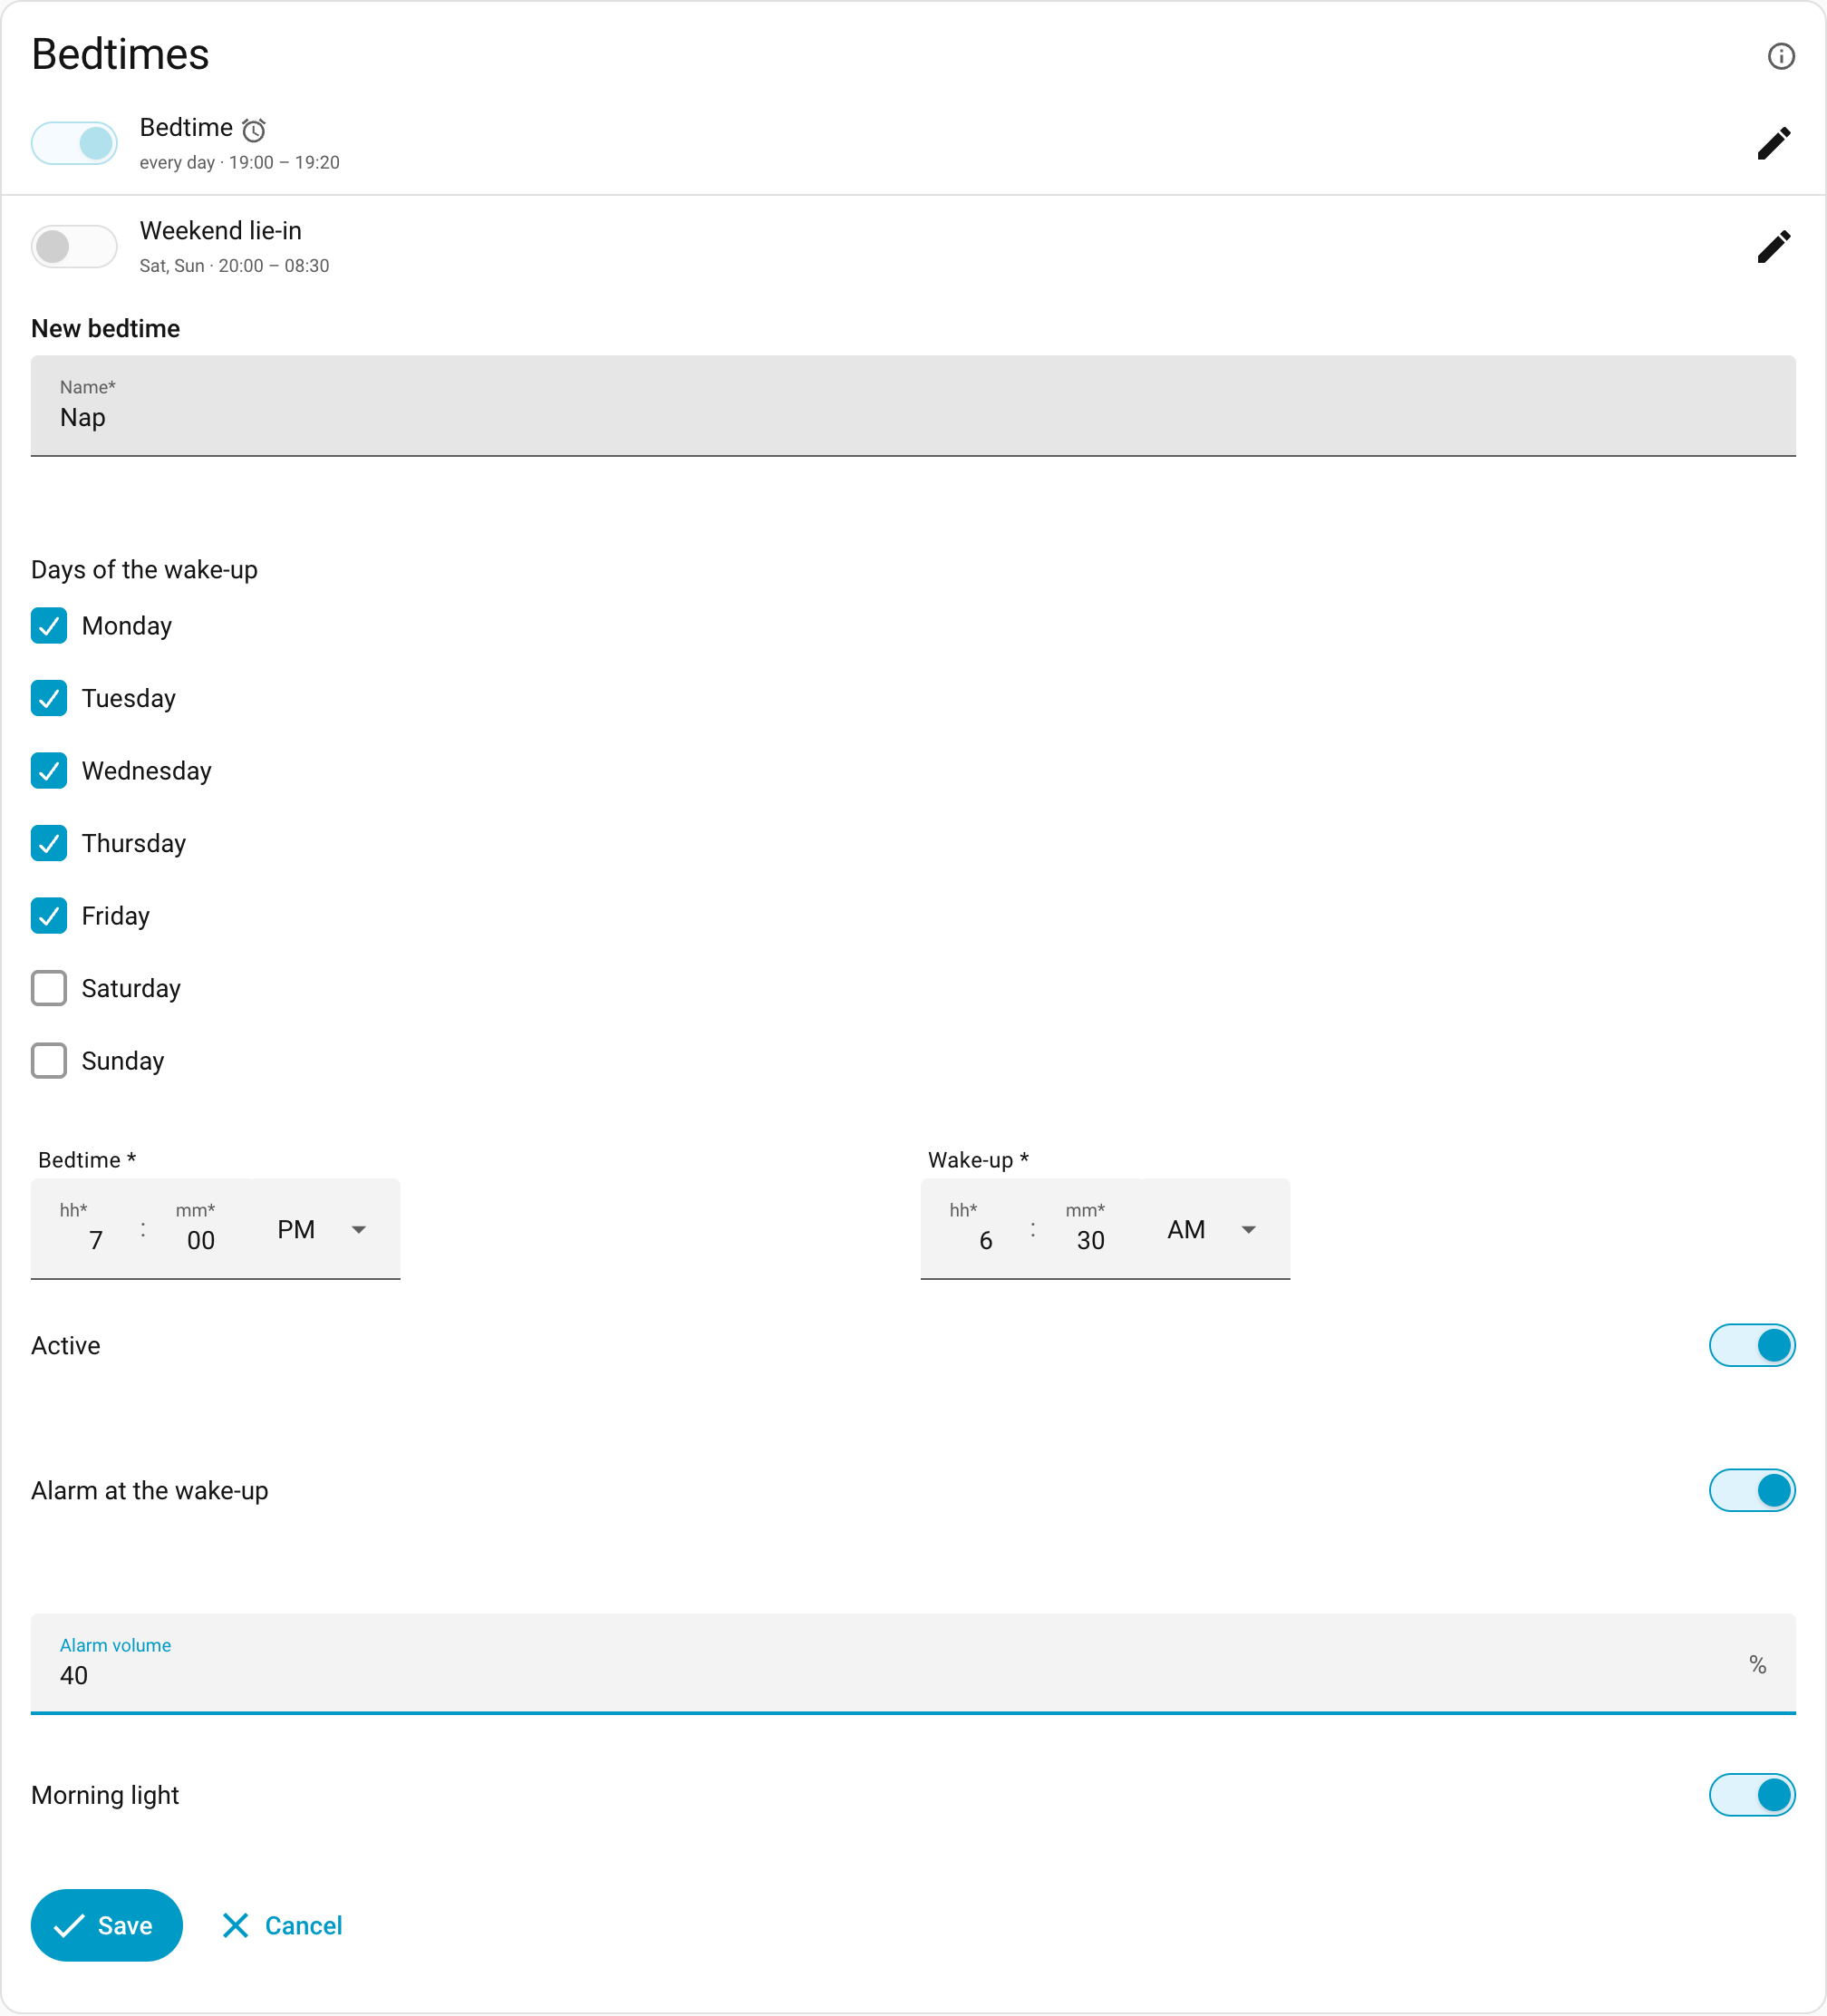 Bedtimes
Bedtime
every day · 19:00 – 19:20
Weekend lie-in
Sat, Sun · 20:00 – 08:30
New bedtime
Name*
Nap
Days of the wake-up
Monday
Tuesday
Wednesday
Thursday
Friday
Saturday
Sunday
Bedtime * Wake-up *
hh* mm* hh* mm*
7 : 00 PM 6 : 30 AM
Active
Alarm at the wake-up
Alarm volume
40 %
Morning light
Save Cancel